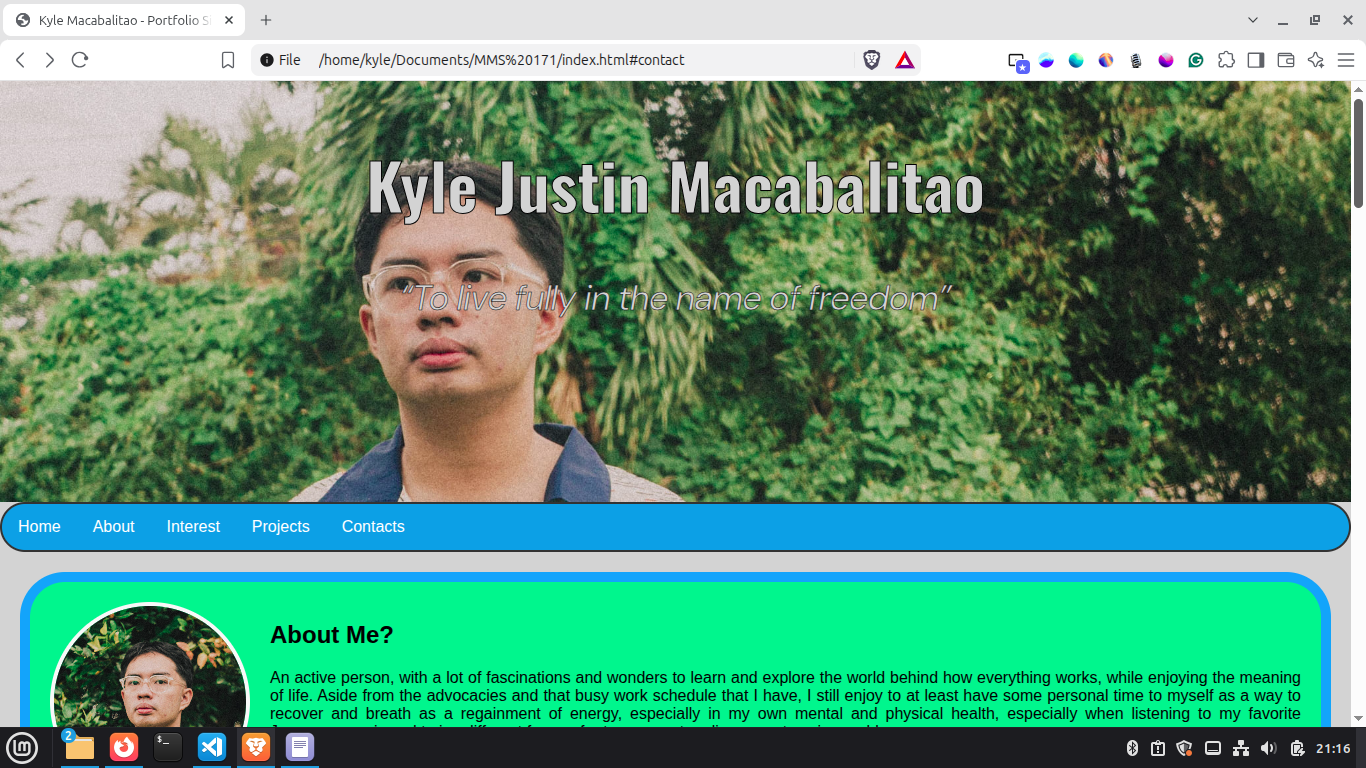 Kyle Macabalitao - Portfolio S
File /home/kyle/Documents/MMS%20171/index.html#contact
Kyle Justin Macabalitao
"To live fully in the name of freedom"
Home About Interest Projects Contacts
About Me?
An active person, with a lot of fascinations and wonders to learn and explore the world behind how everything works, while enjoying the meaning
of life. Aside from the advocacies and that busy work schedule that I have, I still enjoy to at least have some personal time to myself as a way to
recover and breath as a regainment of energy, especially in my own mental and physical health, especially when listening to my favorite
2
$_
21:16